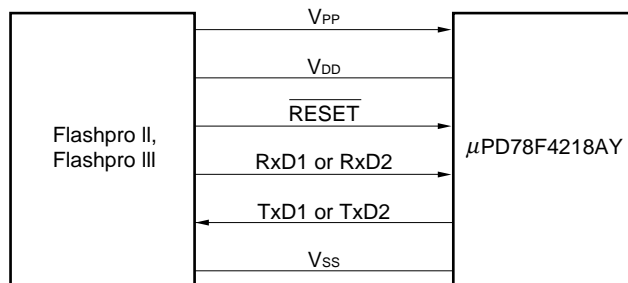 VPP
VDD
RESET
Flashpro II,
Flashpro III
µPD78F4218AY
RxD1 or RxD2
TxD1 or TxD2
VSS